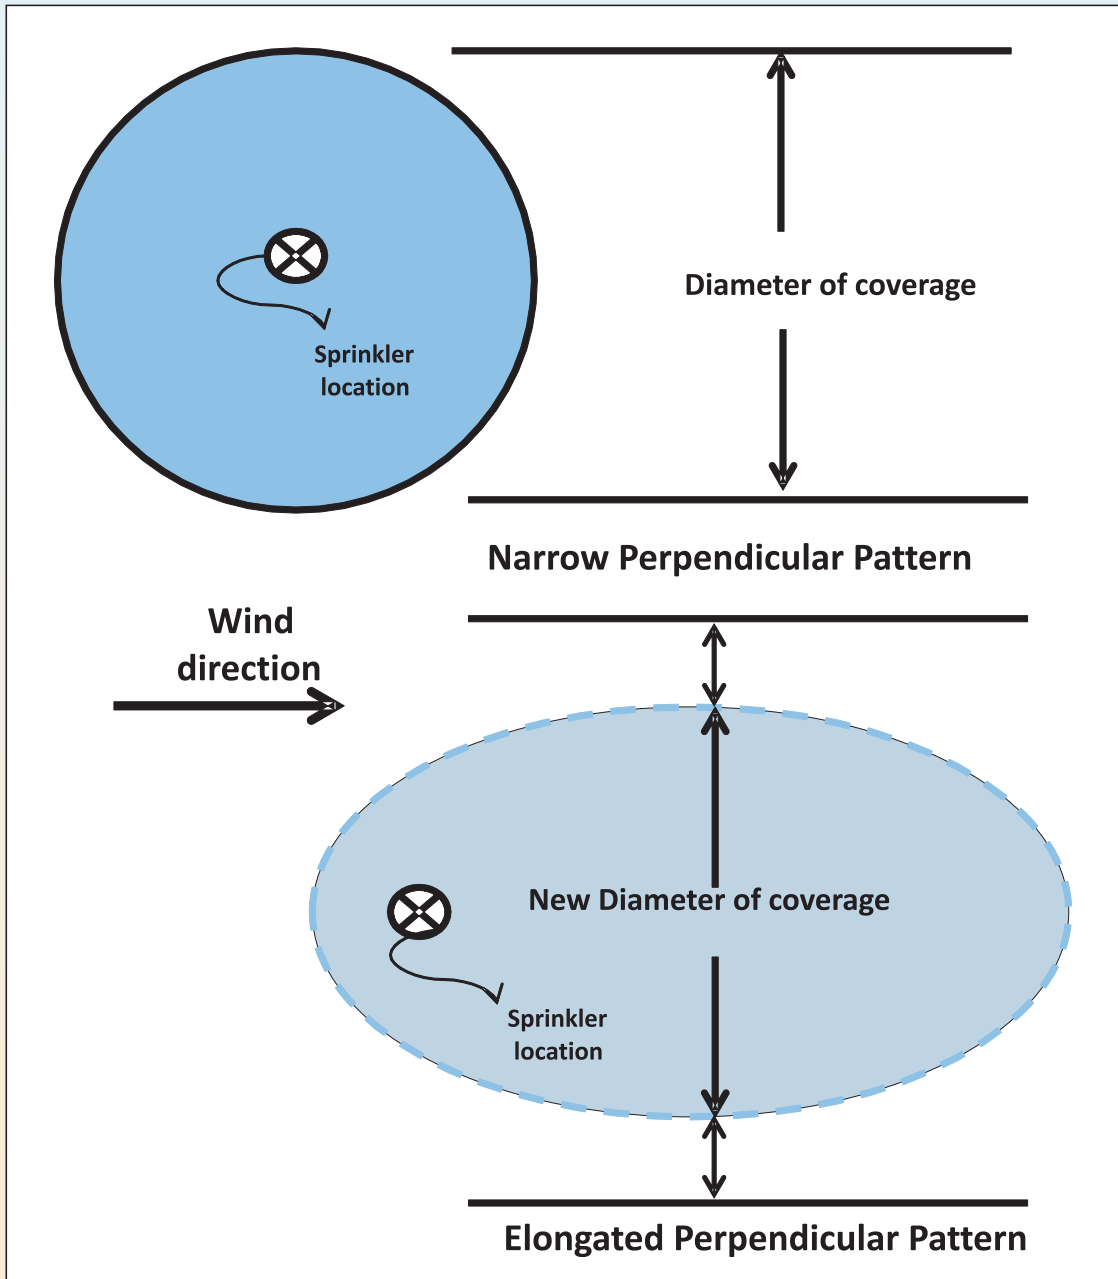 Diameter of coverage
Sprinkler
location
Narrow Perpendicular Pattern
Wind
direction
New Diameter of coverage
Sprinkler
location
Elongated Perpendicular Pattern